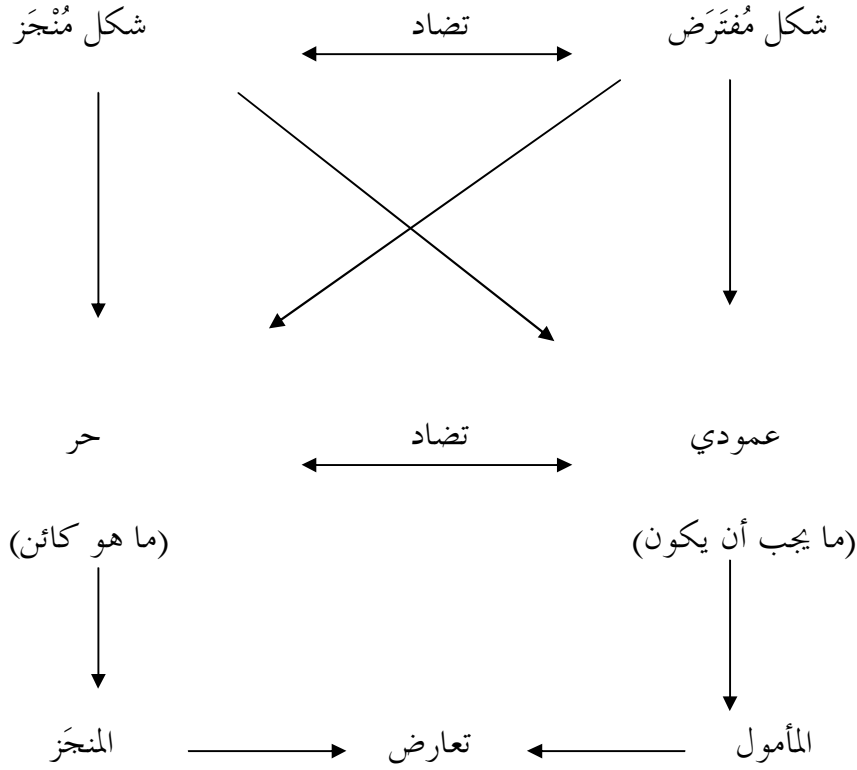 شكل مُفتَرَض تضاد شكل مُنْجَز
عمودي تضاد حر
(ما يجب أن يكون) (ما هو كائن)
المأمول تعارض المنجَز